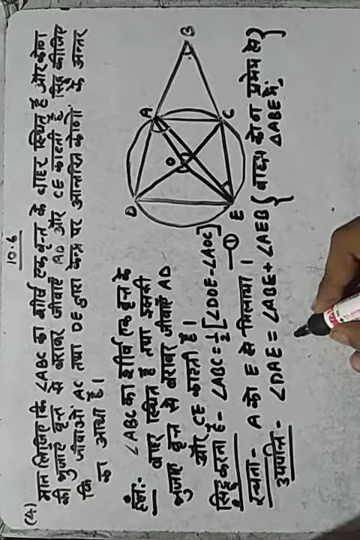 10.6
(4) मान लीजिए कि ∠ABC का शीर्ष एक वृत्त के बाहर स्थित है और कोण
की भुजाएँ वृत्त से बराबर जीवाएँ AD और CE काटती हैं। सिद्ध कीजिए
कि जीवाओं AC तथा DE द्वारा केन्द्र पर अंतरित कोणों के अन्तर
का आधा है।
हल:- ∠ABC का शीर्ष एक वृत्त के
बाहर स्थित है तथा इसकी
भुजाएँ वृत्त से बराबर जीवाएँ AD
और CE काटती हैं।
सिद्ध करना है- ∠ABC = 1/2 [∠DOE - ∠AOC]
①
रचना- A को E से मिलाया।
उपपत्ति- ∠DAE = ∠ABE + ∠AEB { बाह्य कोण प्रमेय से }
△ABE में,
A
B
C
D
E
O